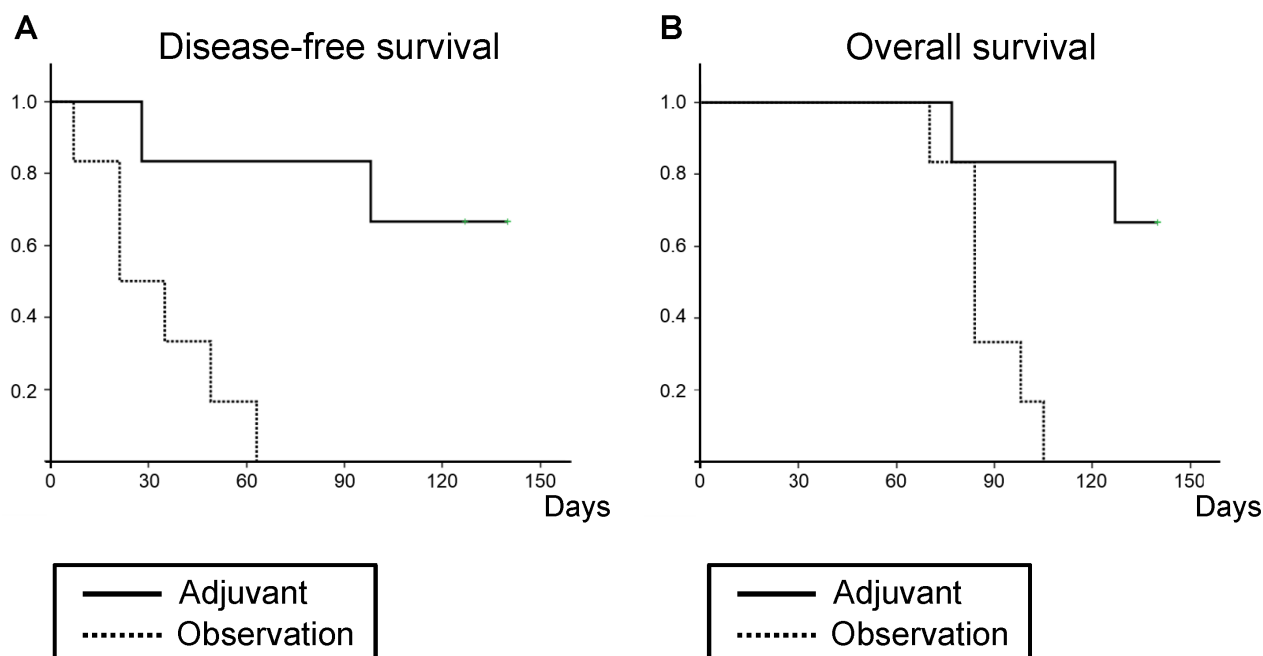 A
Disease-free survival
1.0
0.8
0.6
0.4
0.2
0 30 60 90 120 150
Days
Adjuvant
Observation
B
Overall survival
1.0
0.8
0.6
0.4
0.2
0 30 60 90 120 150
Days
Adjuvant
Observation